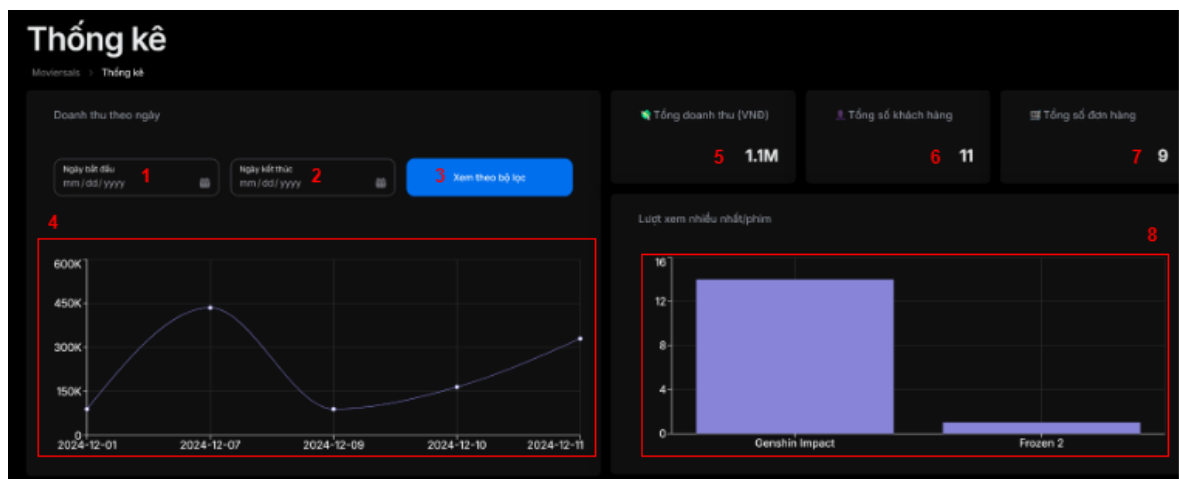 Thống kê
Moviersals > Thống kê
Doanh thu theo ngày
Ngày bắt đầu
mm/dd/yyyy
1
Ngày kết thúc
mm/dd/yyyy
2
3 Xem theo bộ lọc
4
600K
450K
300K
150K
0
2024-12-01 2024-12-07 2024-12-09 2024-12-10 2024-12-11
Tổng doanh thu (VNĐ)
5 1.1M
Tổng số khách hàng
6 11
Tổng số đơn hàng
7 9
Lượt xem nhiều nhất/phim
8
16
12
8
4
0
Genshin Impact Frozen 2